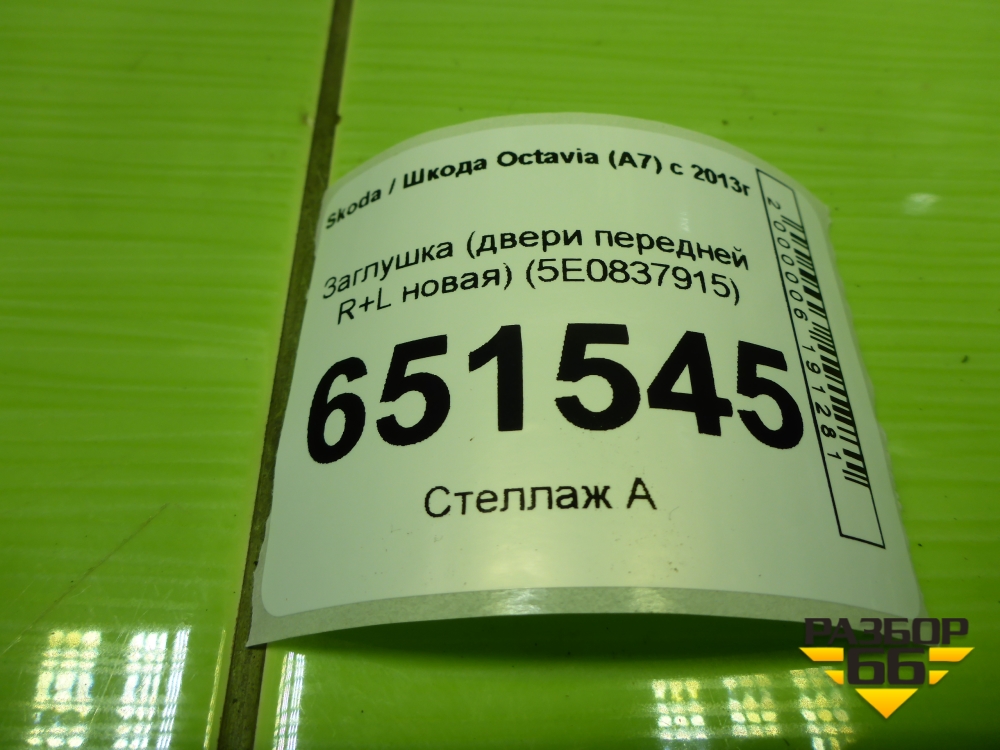 Skoda / Шкода Octavia (A7) с 2013г
Заглушка (двери передней
R+L новая) (5E0837915)
651545
Стеллаж А
2000006191281
РАЗБОР
66